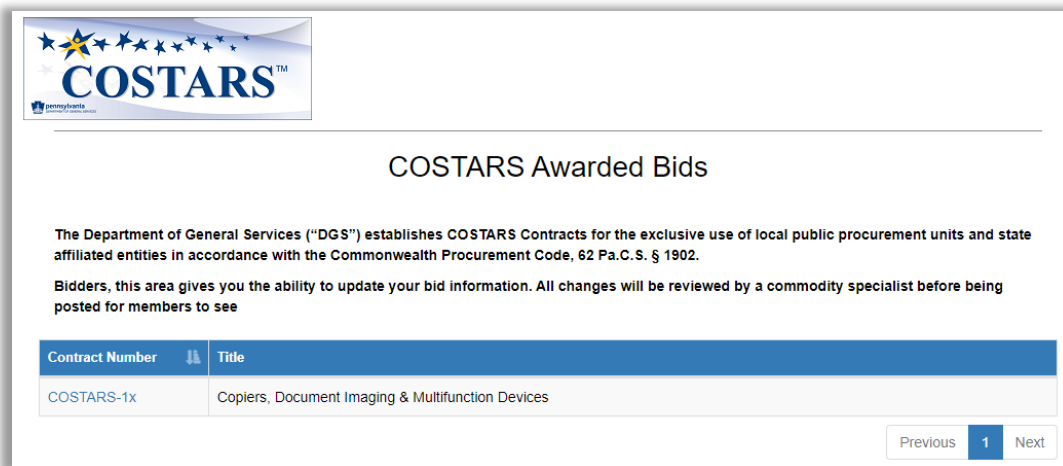 COSTARS™
pennsylvania
DEPARTMENT OF GENERAL SERVICES
COSTARS Awarded Bids
The Department of General Services (“DGS”) establishes COSTARS Contracts for the exclusive use of local public procurement units and state
affiliated entities in accordance with the Commonwealth Procurement Code, 62 Pa.C.S. § 1902.
Bidders, this area gives you the ability to update your bid information. All changes will be reviewed by a commodity specialist before being
posted for members to see
Contract Number Title
COSTARS-1x Copiers, Document Imaging & Multifunction Devices
Previous 1 Next